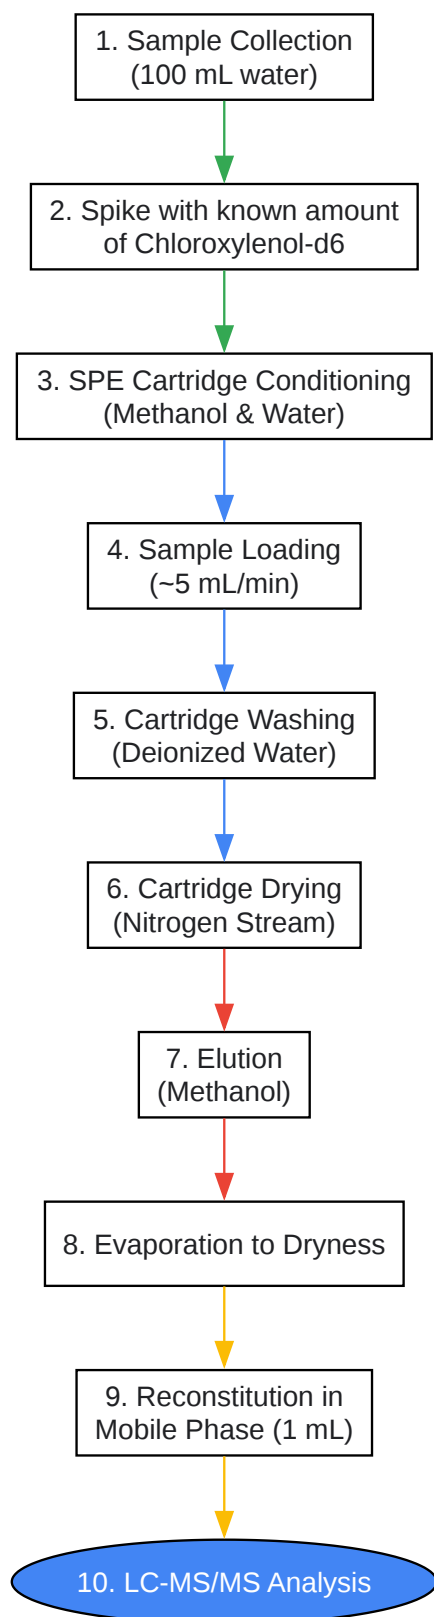 1. Sample Collection
(100 mL water)
2. Spike with known amount
of Chloroxylenol-d6
3. SPE Cartridge Conditioning
(Methanol & Water)
4. Sample Loading
(~5 mL/min)
5. Cartridge Washing
(Deionized Water)
6. Cartridge Drying
(Nitrogen Stream)
7. Elution
(Methanol)
8. Evaporation to Dryness
9. Reconstitution in
Mobile Phase (1 mL)
10. LC-MS/MS Analysis